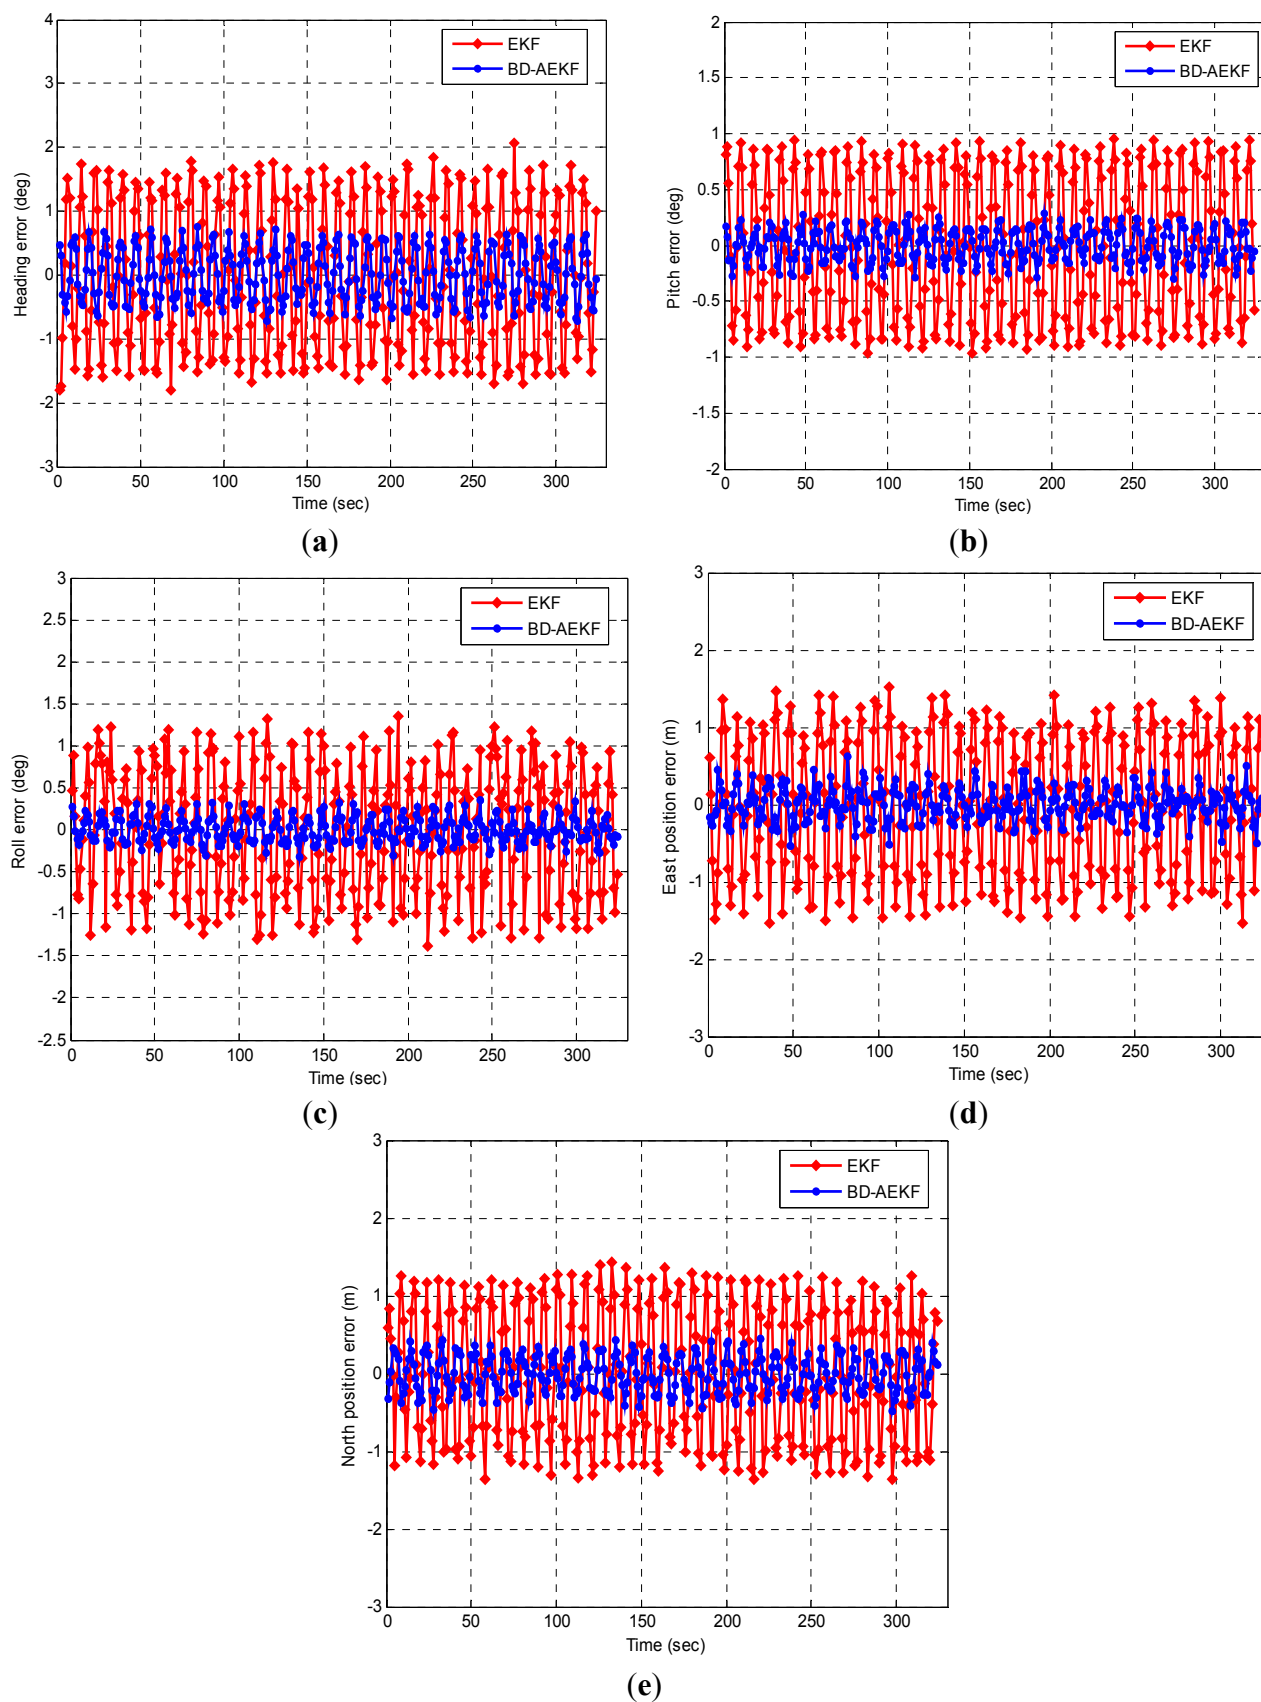 4
3
2
1
0
-1
-2
-3
Heading error (deg)
EKF
BD-AEKF
0 50 100 150 200 250 300
Time (sec)
(a)
2
1.5
1
0.5
0
-0.5
-1
-1.5
-2
Pitch error (deg)
EKF
BD-AEKF
0 50 100 150 200 250 300
Time (sec)
(b)
3
2.5
2
1.5
1
0.5
0
-0.5
-1
-1.5
-2
-2.5
Roll error (deg)
EKF
BD-AEKF
0 50 100 150 200 250 300
Time (sec)
(c)
3
2
1
0
-1
-2
-3
East position error (m)
EKF
BD-AEKF
0 50 100 150 200 250 300
Time (sec)
(d)
3
2
1
0
-1
-2
-3
North position error (m)
EKF
BD-AEKF
0 50 100 150 200 250 300
Time (sec)
(e)